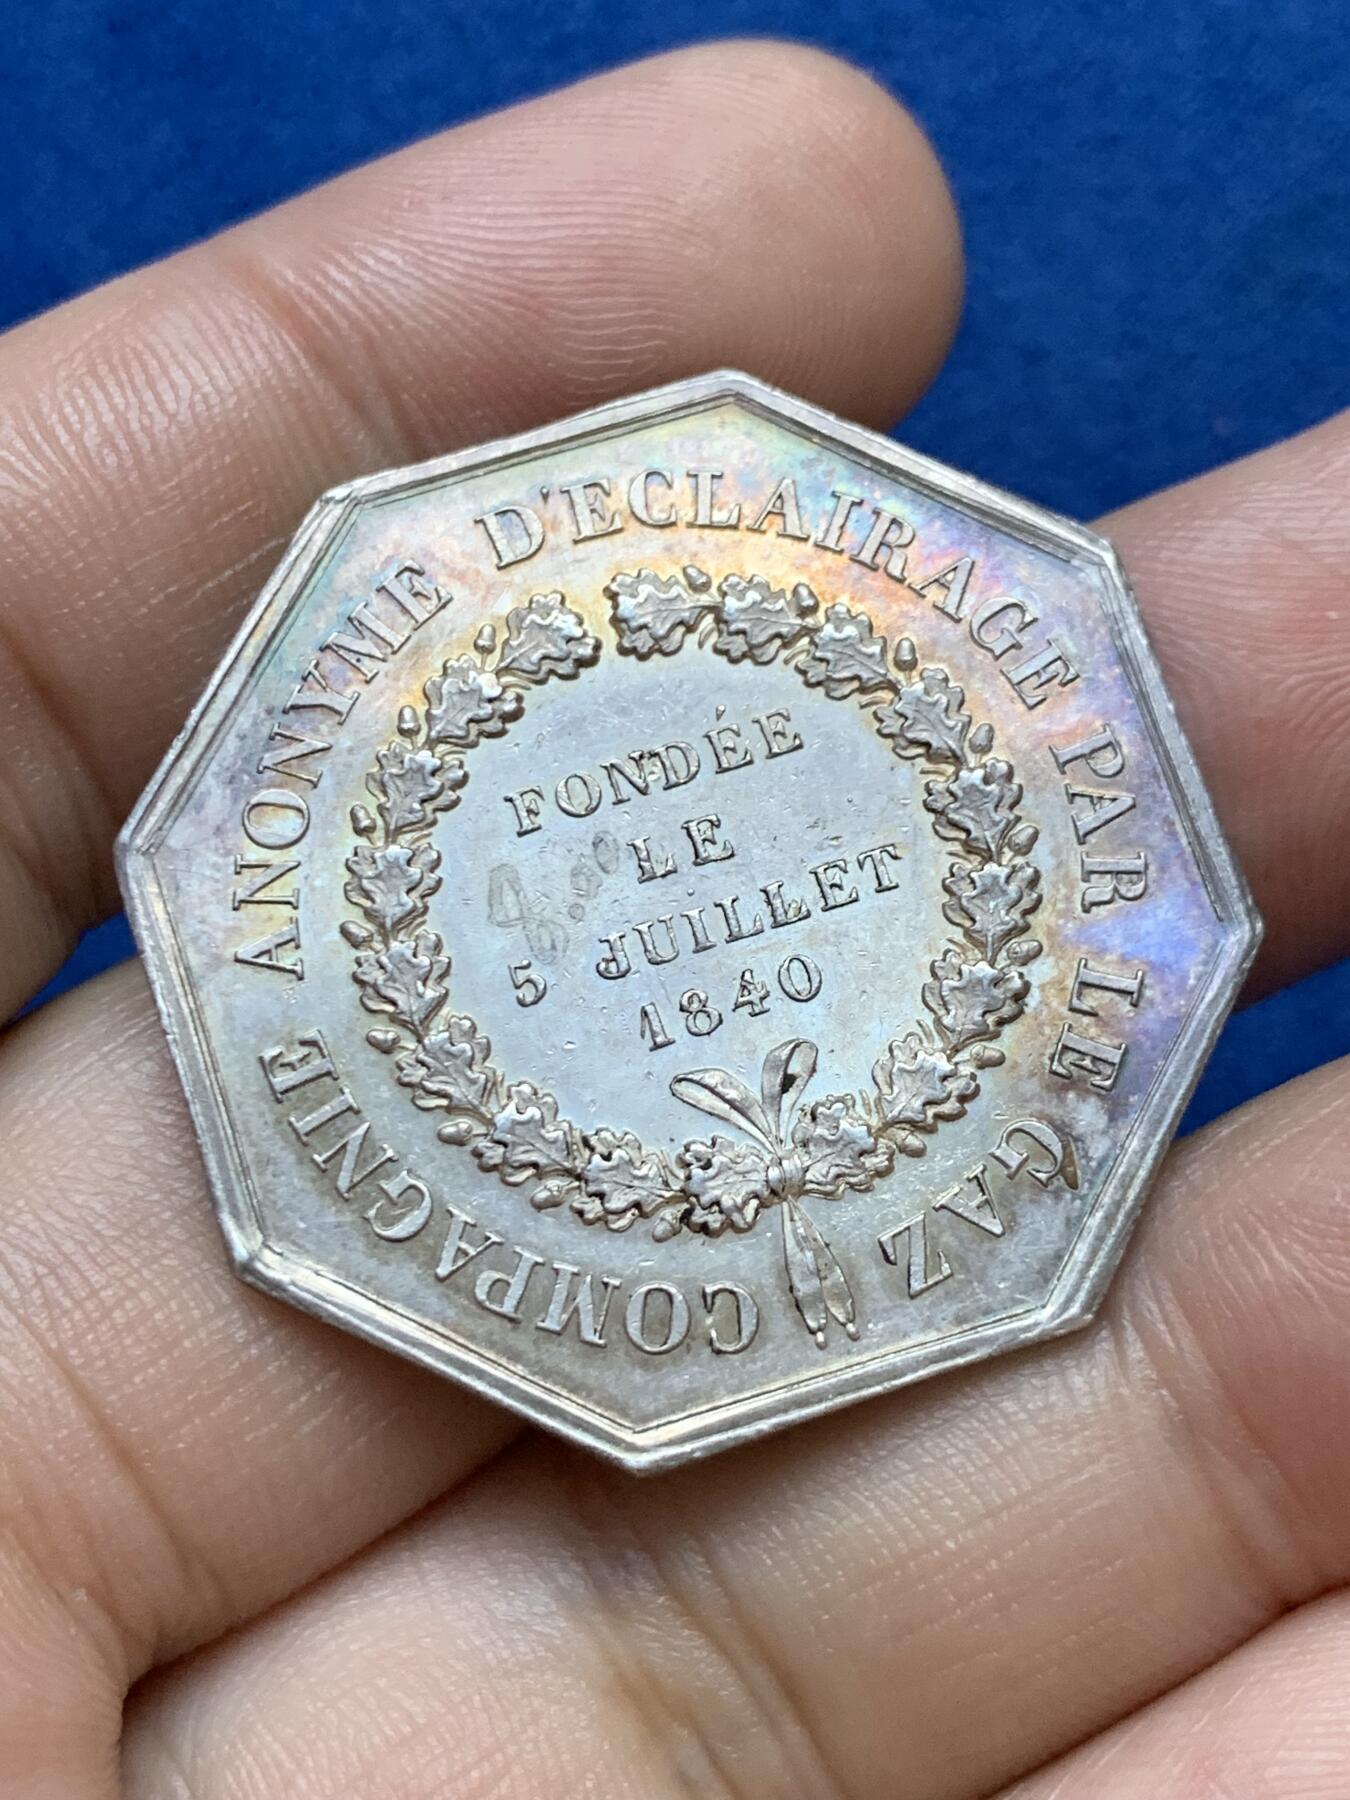 COMPAGNIE ANONYME D'ECLAIRAGE PAR LE GAZ
FONDÉE
LE
5 JUILLET
1840